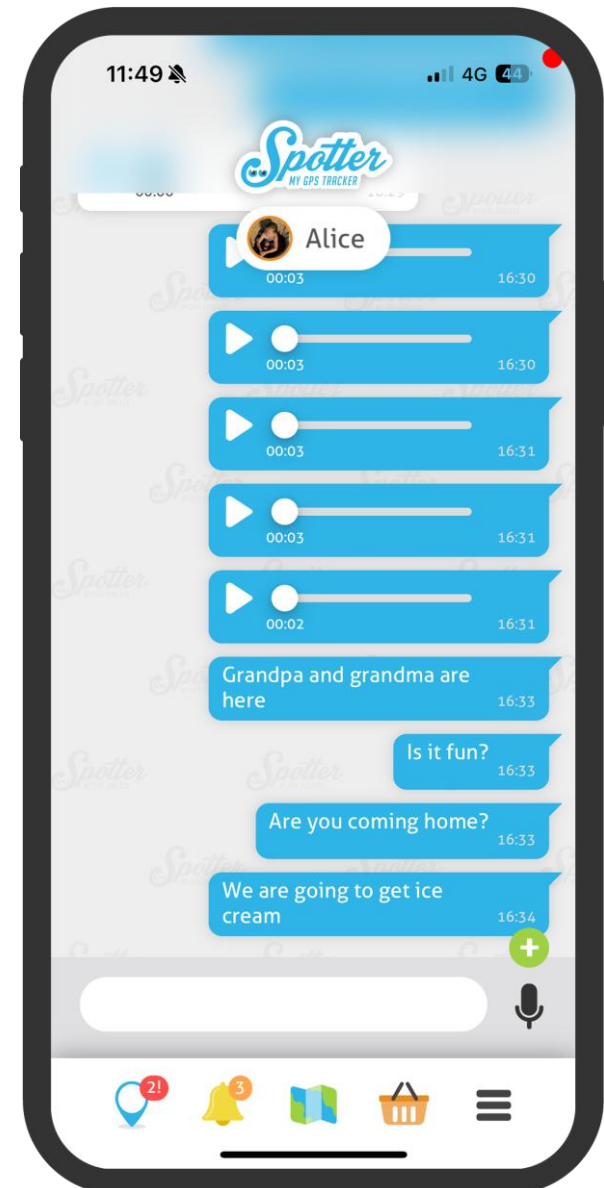 11:49
4G 44
Spotter
MY GPS TRACKER
Alice
00:03 16:30
00:03 16:30
00:03 16:31
00:03 16:31
00:02 16:31
Grandpa and grandma are
here 16:33
Is it fun?
16:33
Are you coming home?
16:33
We are going to get ice
cream 16:34
+
2! 3